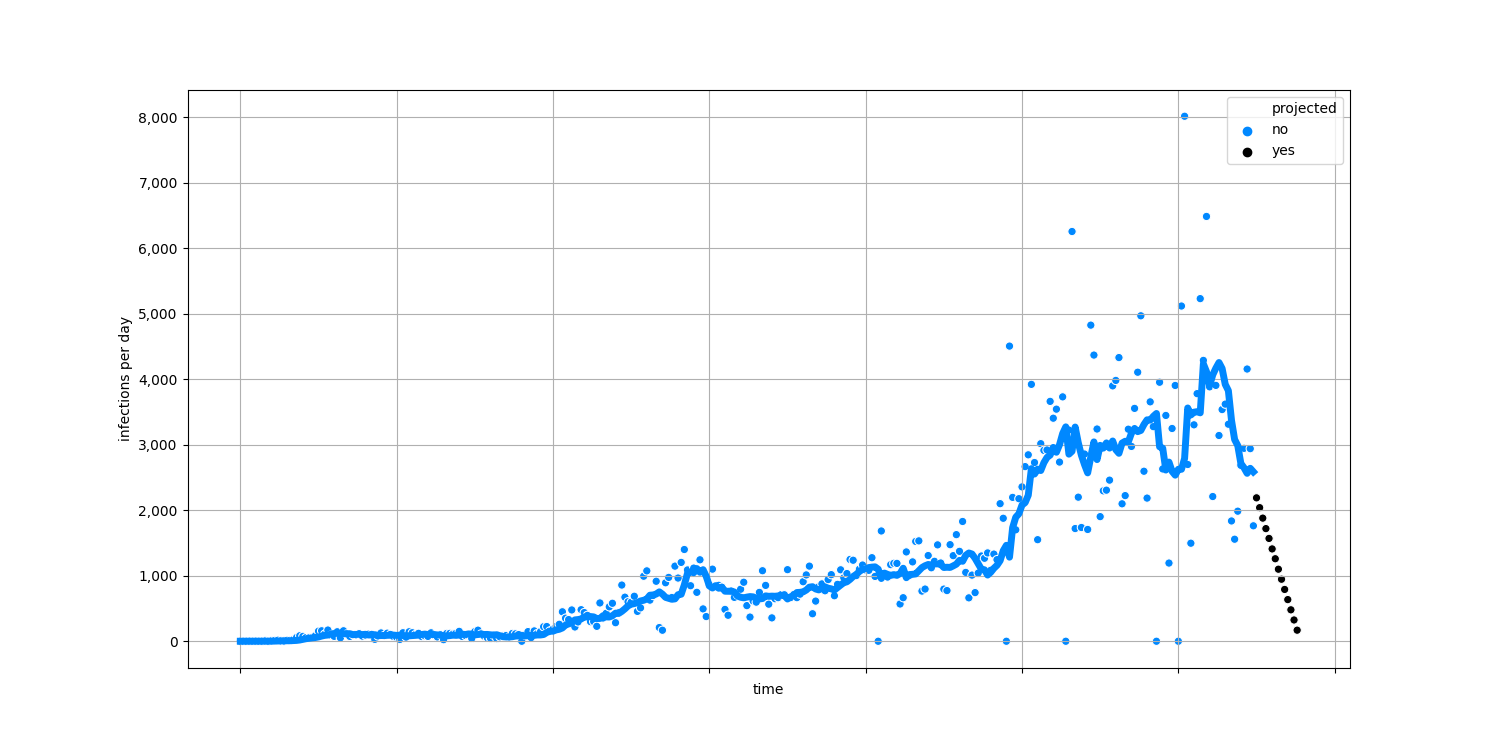 projected
no
yes
8,000
7,000
6,000
5,000
4,000
3,000
2,000
1,000
0
infections per day
time